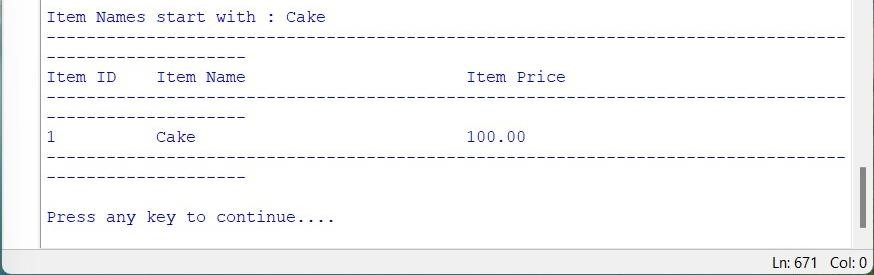 Item Names start with : Cake
--------------------------------------------------------------------------------
--------------------
Item ID    Item Name                      Item Price
--------------------------------------------------------------------------------
--------------------
1          Cake                           100.00
--------------------------------------------------------------------------------
--------------------
Press any key to continue....
Ln: 671   Col: 0